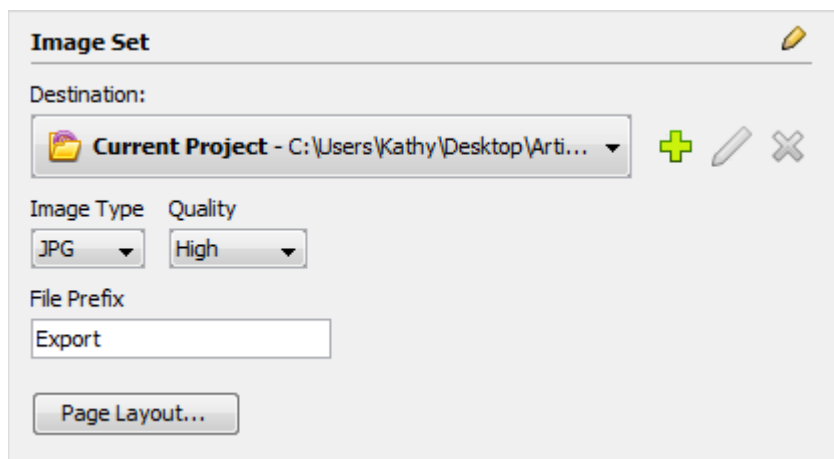 Image Set
Destination:
Current Project - C:\Users\Kathy\Desktop\Arti...
Image Type Quality
JPG High
File Prefix
Export
Page Layout...